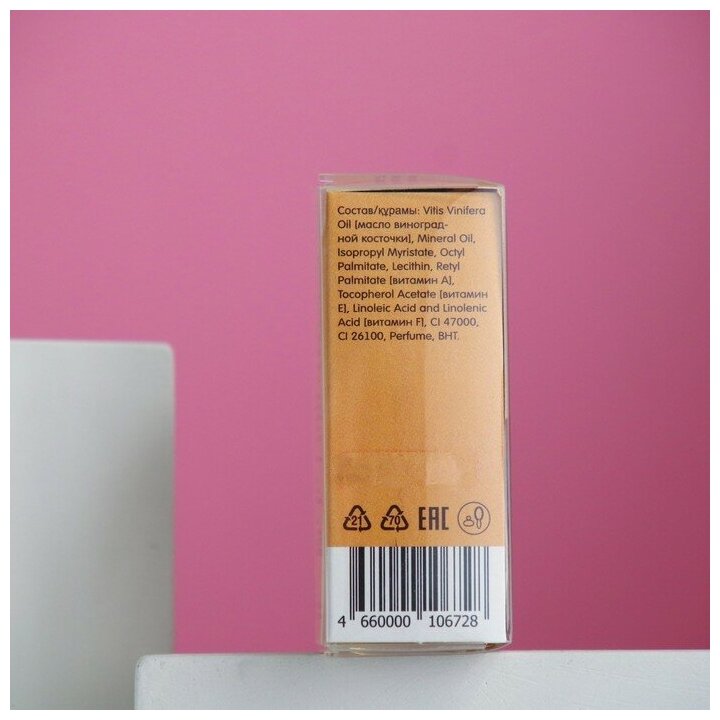 Состав/құрамы: Vitis Vinifera
Oil [масло виноград-
ной косточки], Mineral Oil,
Isopropyl Myristate, Octyl
Palmitate, Lecithin, Retyl
Palmitate [витамин A],
Tocopherol Acetate [витамин
E], Linoleic Acid and Linolenic
Acid [витамин F], CI 47000,
CI 26100, Perfume, BHT.
21 70 EAC
4 660000 106728